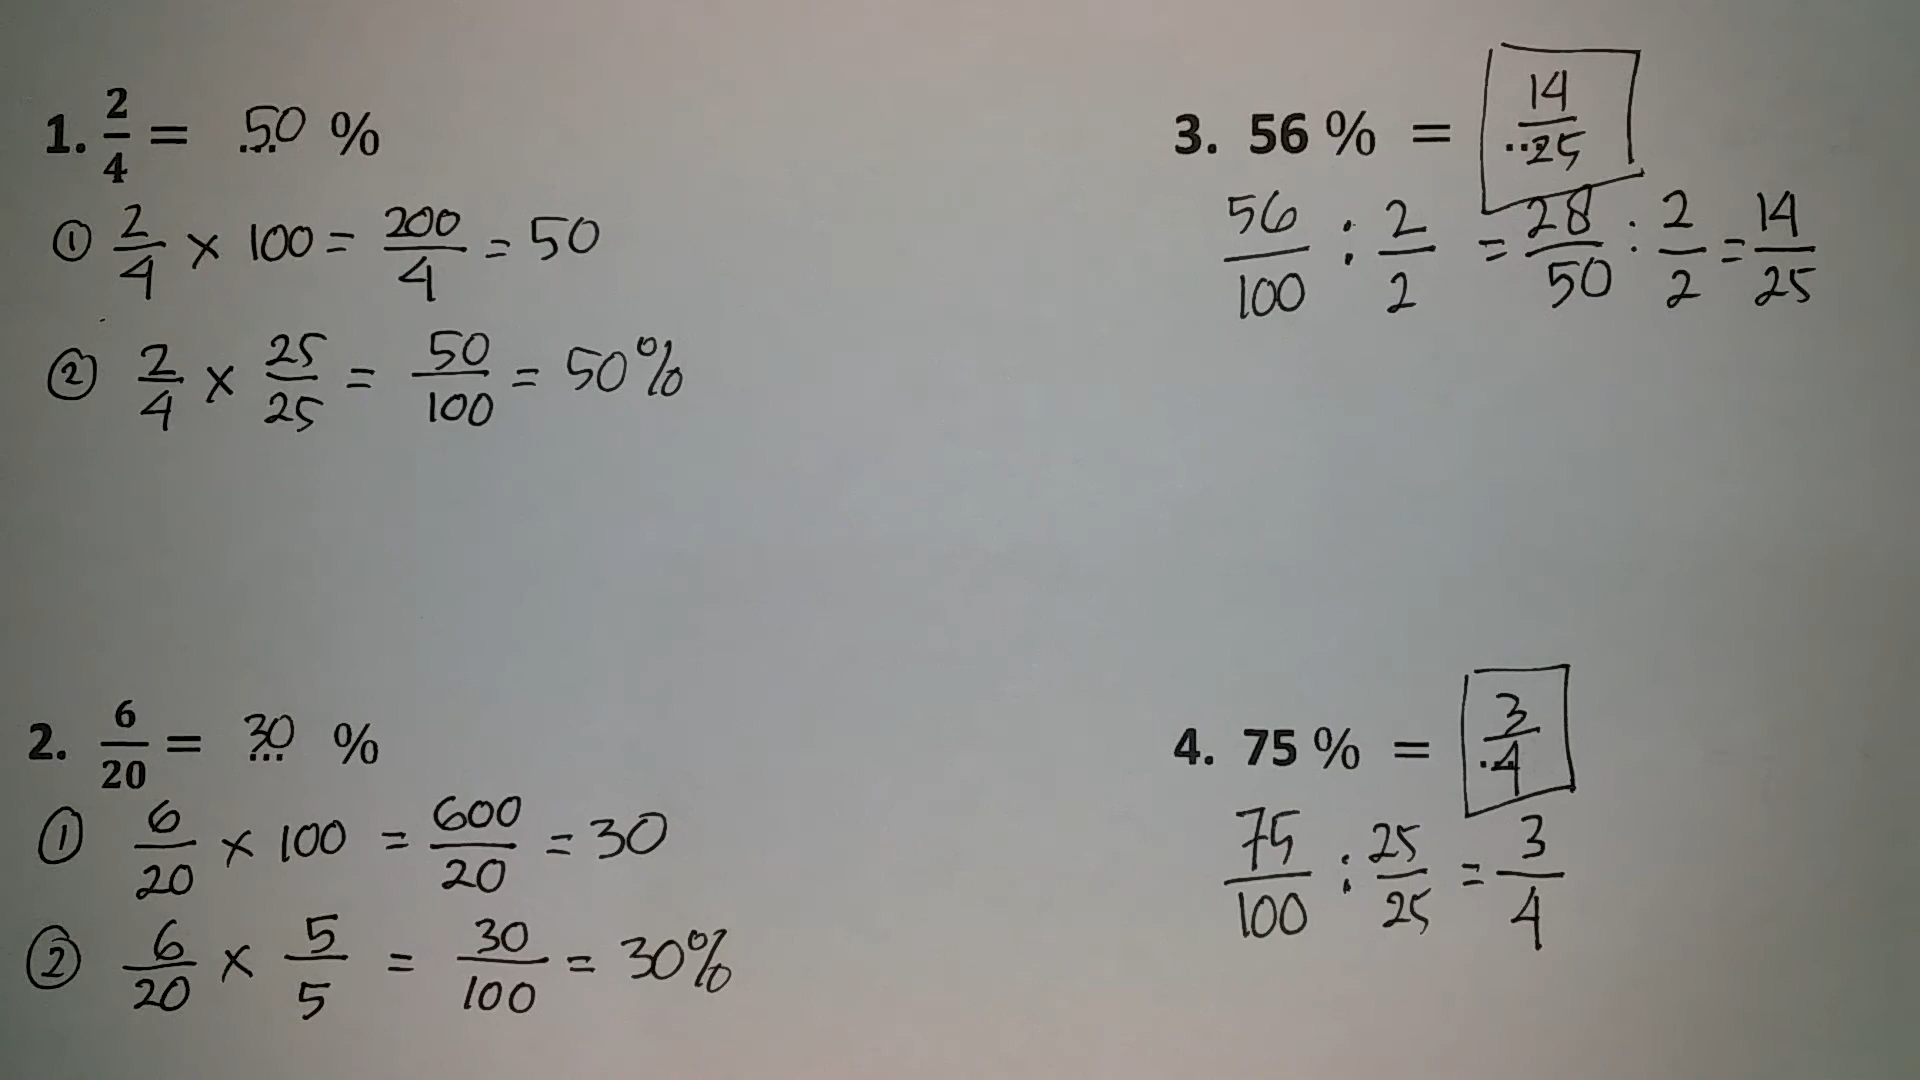 1. 2/4 = 50 %
① 2/4 × 100 = 200/4 = 50
② 2/4 × 25/25 = 50/100 = 50%
2. 6/20 = 30 %
① 6/20 × 100 = 600/20 = 30
② 6/20 × 5/5 = 30/100 = 30%
3. 56 % = 14/25
56/100 : 2/2 = 28/50 : 2/2 = 14/25
4. 75 % = 3/4
75/100 : 25/25 = 3/4